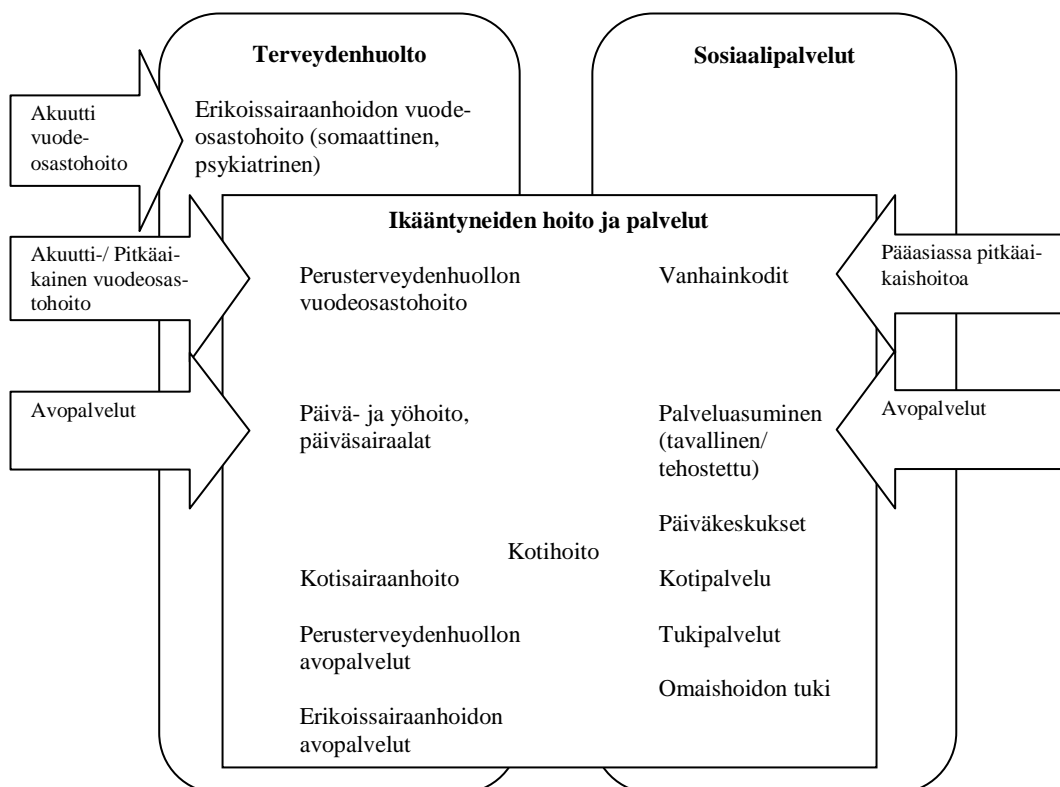 Terveydenhuolto
Sosiaalipalvelut
Akuutti
vuode-
osastohoito
Erikoissairaanhoidon vuode-
osastohoito (somaattinen,
psykiatrinen)
Ikääntyneiden hoito ja palvelut
Akuutti-/ Pitkäai-
kainen vuodeosas-
tohoito
Perusterveydenhuollon
vuodeosastohoito
Vanhainkodit
Pääasiassa pitkäai-
kaishoitoa
Avopalvelut
Päivä- ja yöhoito,
päiväsairaalat
Palveluasuminen
(tavallinen/
tehostettu)
Avopalvelut
Päiväkeskukset
Kotihoito
Kotisairaanhoito
Kotipalvelu
Perusterveydenhuollon
avopalvelut
Tukipalvelut
Omaishoidon tuki
Erikoissairaanhoidon
avopalvelut